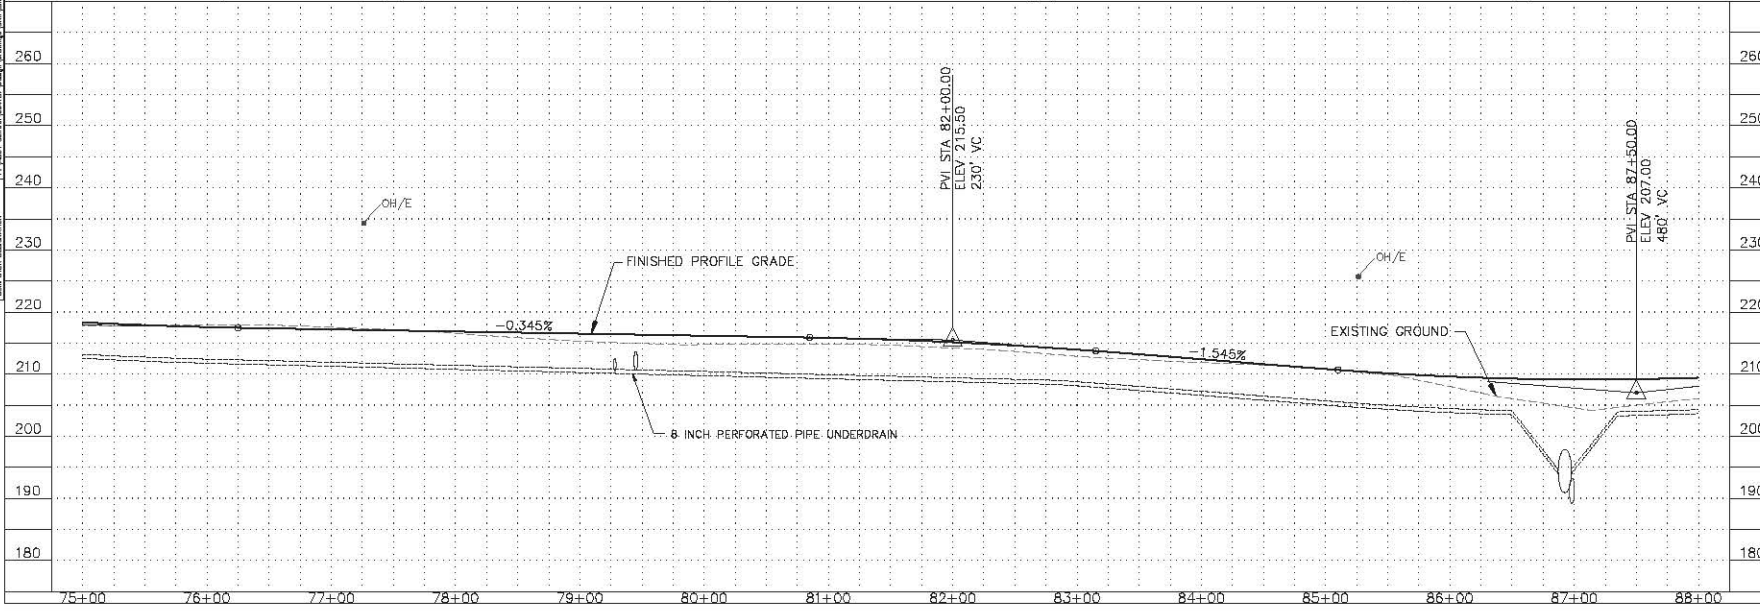 260
260
250
250
240
240
230
230
220
220
210
210
200
200
190
190
180
180
PVI STA 82+00.00
ELEV 215.50
230' VC
PVI STA 87+50.00
ELEV 207.00
480' VC
OH/E
OH/E
FINISHED PROFILE GRADE
-0.345%
EXISTING GROUND
-1.545%
8 INCH PERFORATED PIPE UNDERDRAIN
75+00 76+00 77+00 78+00 79+00 80+00 81+00 82+00 83+00 84+00 85+00 86+00 87+00 88+00